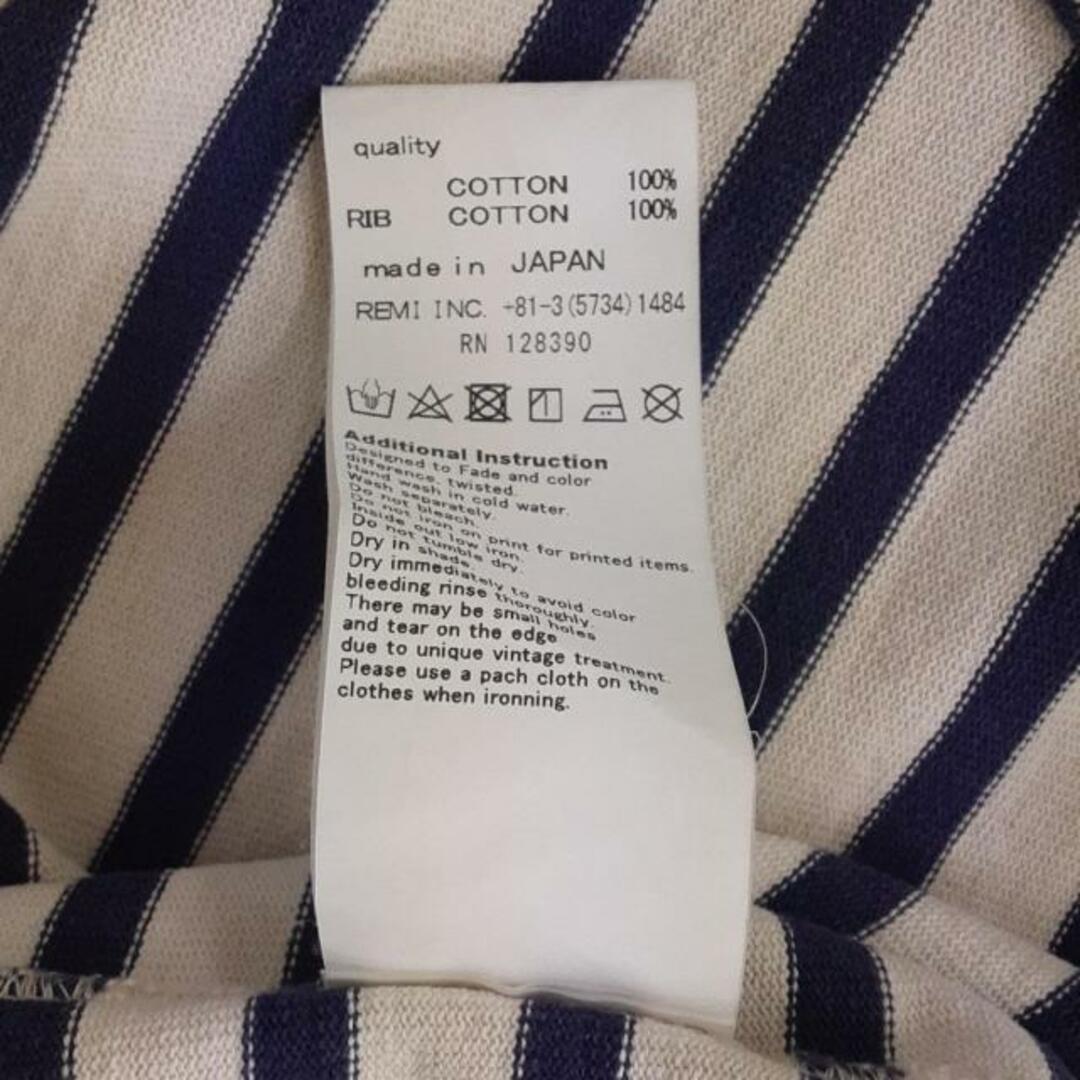 quality
COTTON 100%
RIB COTTON 100%
made in JAPAN
REMI INC. +81-3(5734)1484
RN 128390
Additional Instruction
Designed to Fade and color
difference, twisted.
Hand wash in cold water.
Wash separately.
Do not bleach.
Do not iron on print for printed items.
Inside out low iron.
Do not tumble dry.
Dry in shade.
Dry immediately to avoid color
bleeding rinse thoroughly.
There may be small holes
and tear on the edge
due to unique vintage treatment.
Please use a pach cloth on the
clothes when ironning.